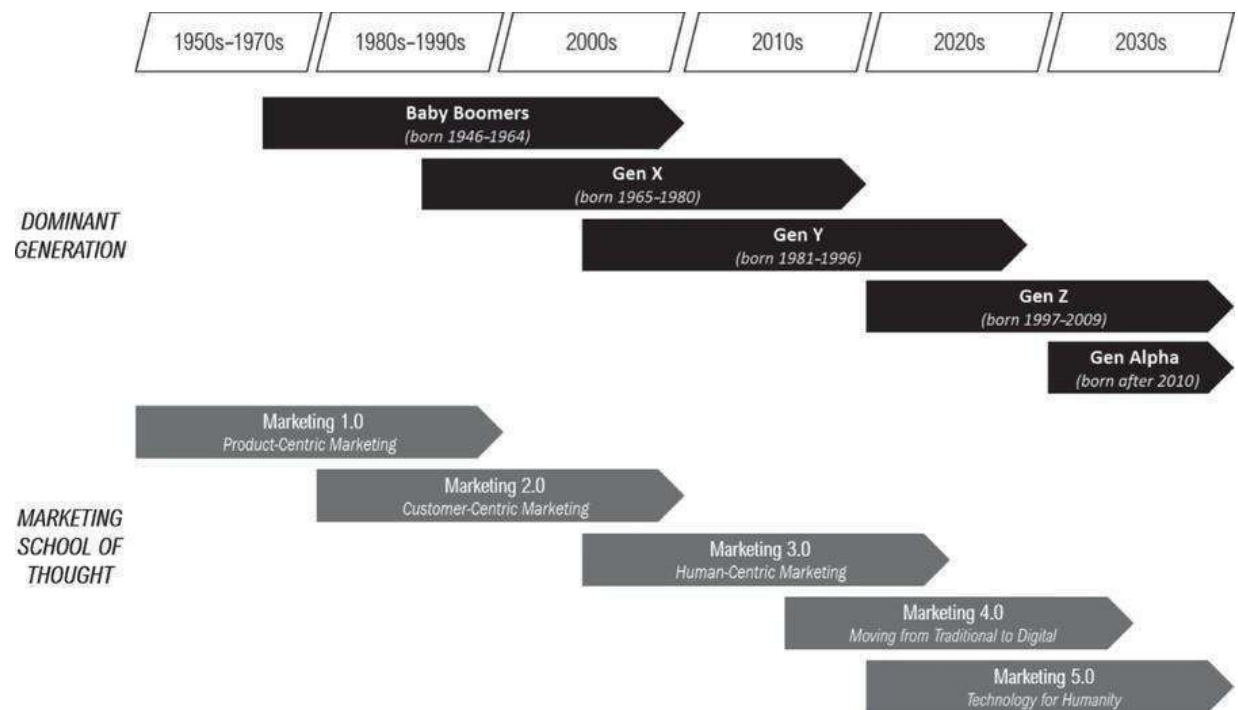 1950s–1970s
1980s–1990s
2000s
2010s
2020s
2030s
DOMINANT
GENERATION
Baby Boomers
(born 1946–1964)
Gen X
(born 1965–1980)
Gen Y
(born 1981–1996)
Gen Z
(born 1997–2009)
Gen Alpha
(born after 2010)
MARKETING
SCHOOL OF
THOUGHT
Marketing 1.0
Product-Centric Marketing
Marketing 2.0
Customer-Centric Marketing
Marketing 3.0
Human-Centric Marketing
Marketing 4.0
Moving from Traditional to Digital
Marketing 5.0
Technology for Humanity